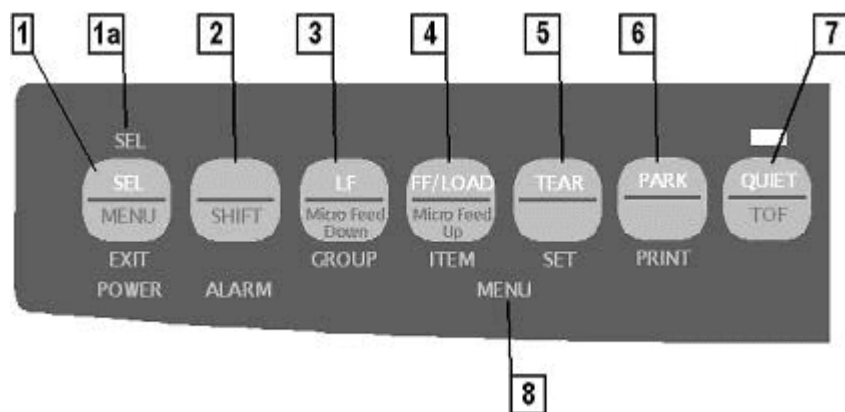 1 1a 2 3 4 5 6 7
SEL
SEL LF FF/LOAD TEAR PARK QUIET
MENU SHIFT Micro Feed Down Micro Feed Up TOF
EXIT GROUP ITEM SET PRINT
POWER ALARM MENU
8